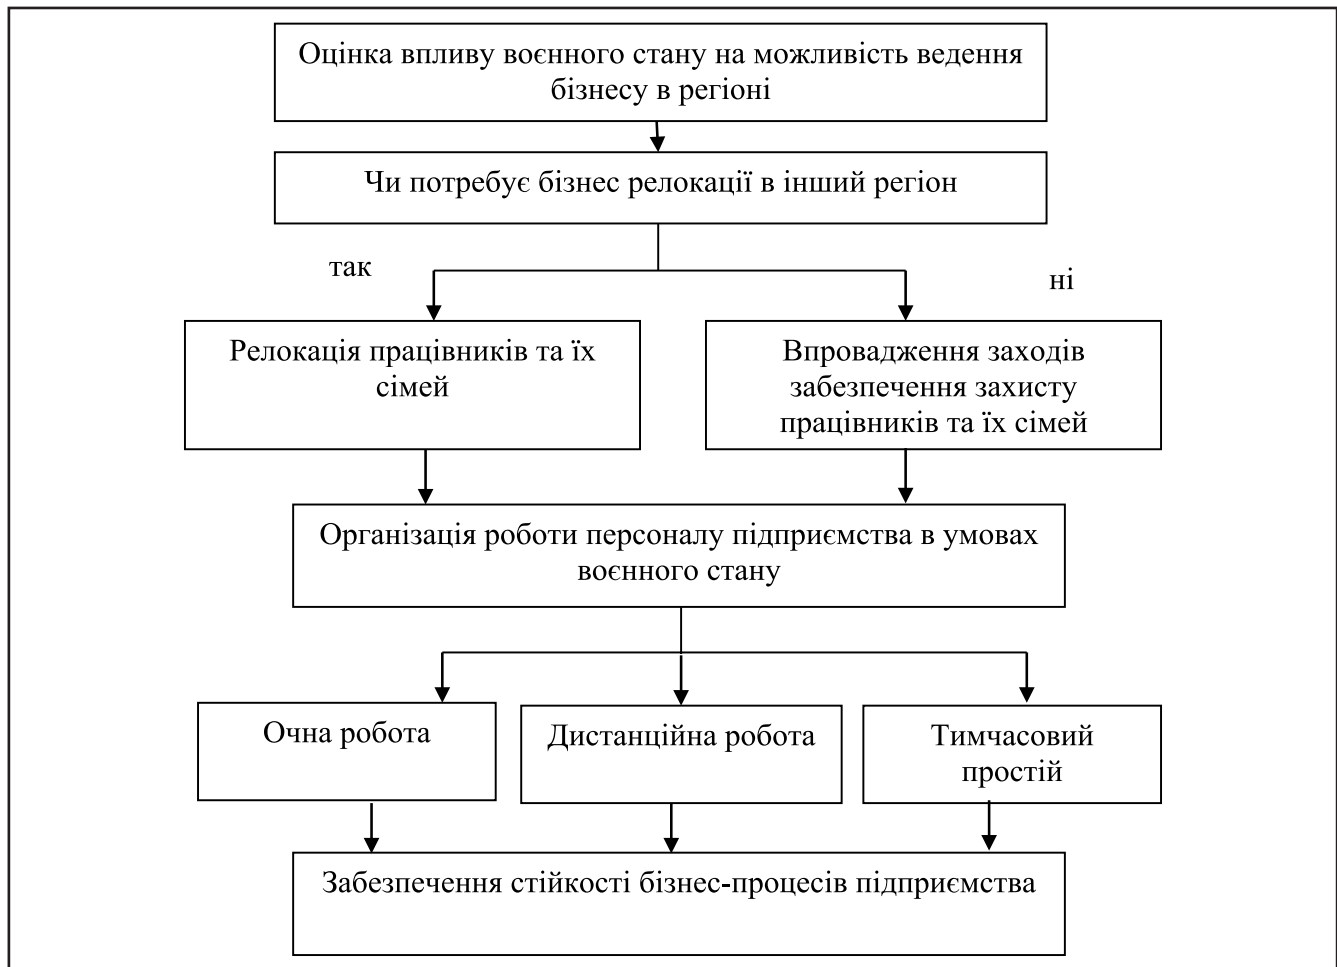 Оцінка впливу воєнного стану на можливість ведення
бізнесу в регіоні
Чи потребує бізнес релокації в інший регіон
так
ні
Релокація працівників та їх
сімей
Впровадження заходів
забезпечення захисту
працівників та їх сімей
Організація роботи персоналу підприємства в умовах
воєнного стану
Очна робота
Дистанційна робота
Тимчасовий
простій
Забезпечення стійкості бізнес-процесів підприємства